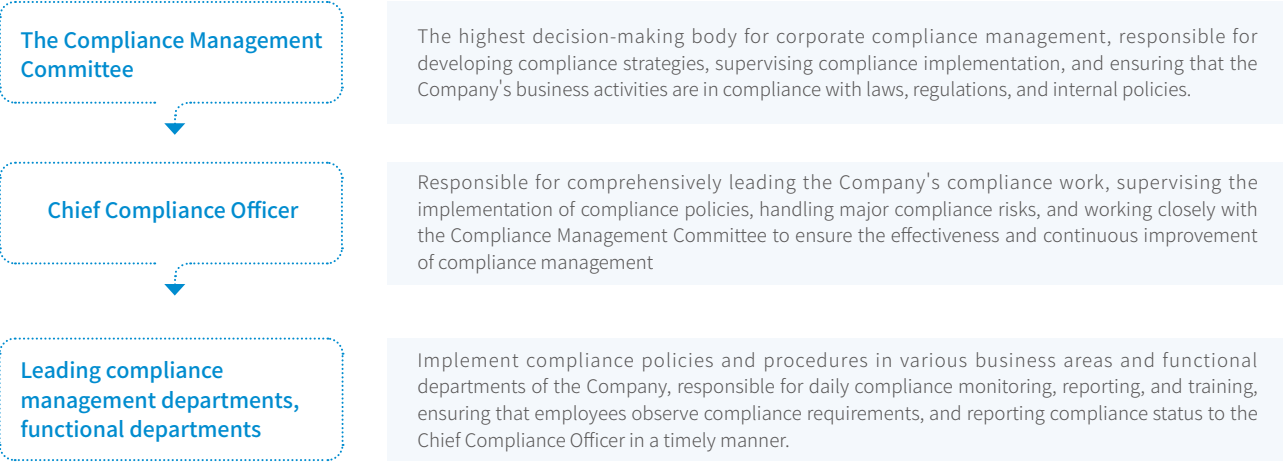 The Compliance Management
Committee
The highest decision-making body for corporate compliance management, responsible for
developing compliance strategies, supervising compliance implementation, and ensuring that the
Company's business activities are in compliance with laws, regulations, and internal policies.
Chief Compliance Officer
Responsible for comprehensively leading the Company's compliance work, supervising the
implementation of compliance policies, handling major compliance risks, and working closely with
the Compliance Management Committee to ensure the effectiveness and continuous improvement
of compliance management
Leading compliance
management departments,
functional departments
Implement compliance policies and procedures in various business areas and functional
departments of the Company, responsible for daily compliance monitoring, reporting, and training,
ensuring that employees observe compliance requirements, and reporting compliance status to the
Chief Compliance Officer in a timely manner.